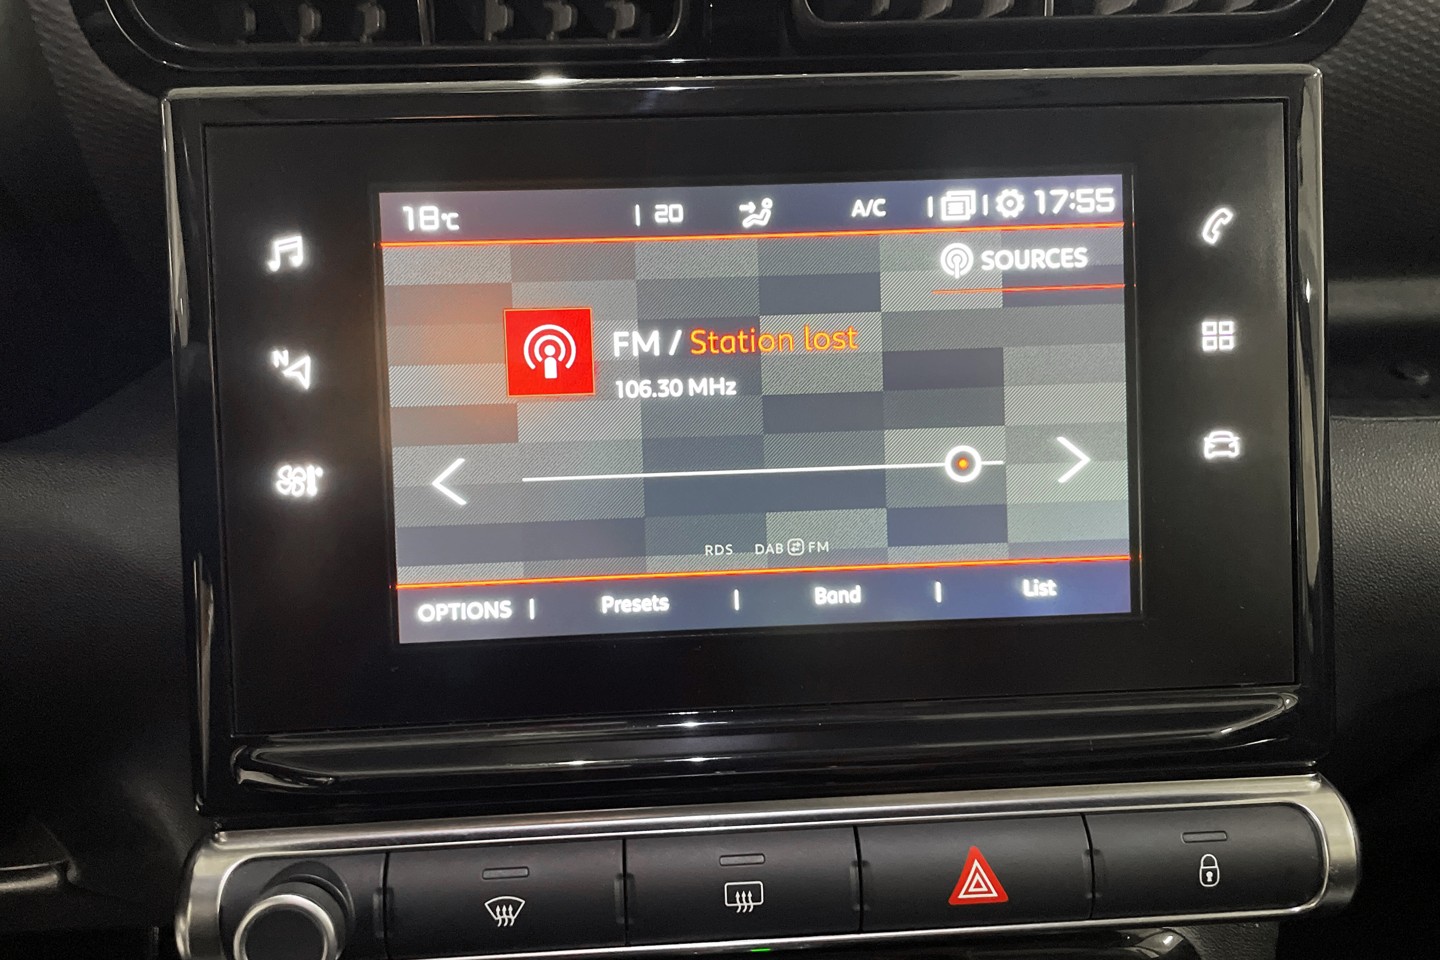 18°C | 20 A/C | | 17:55
SOURCES
FM / Station lost
106.30 MHz
N
RDS DAB FM
OPTIONS | Presets | Band | List